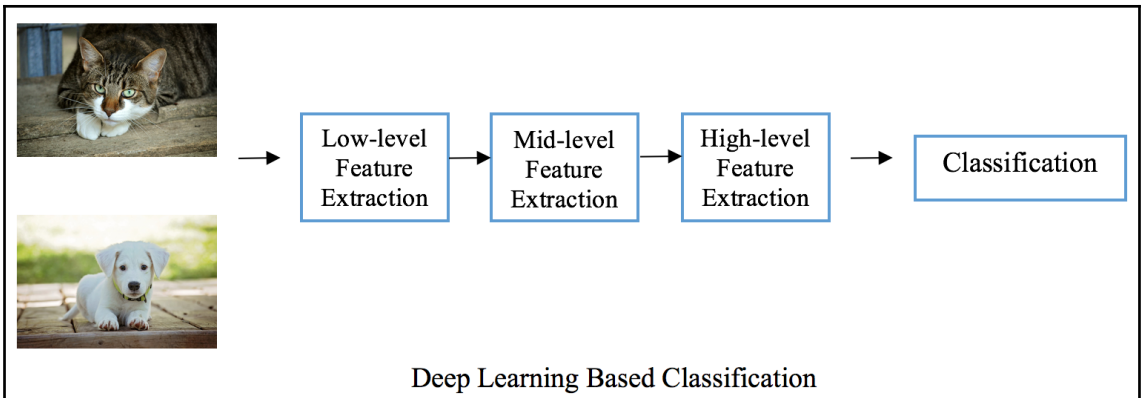 Low-level
Feature
Extraction
Mid-level
Feature
Extraction
High-level
Feature
Extraction
Classification
Deep Learning Based Classification